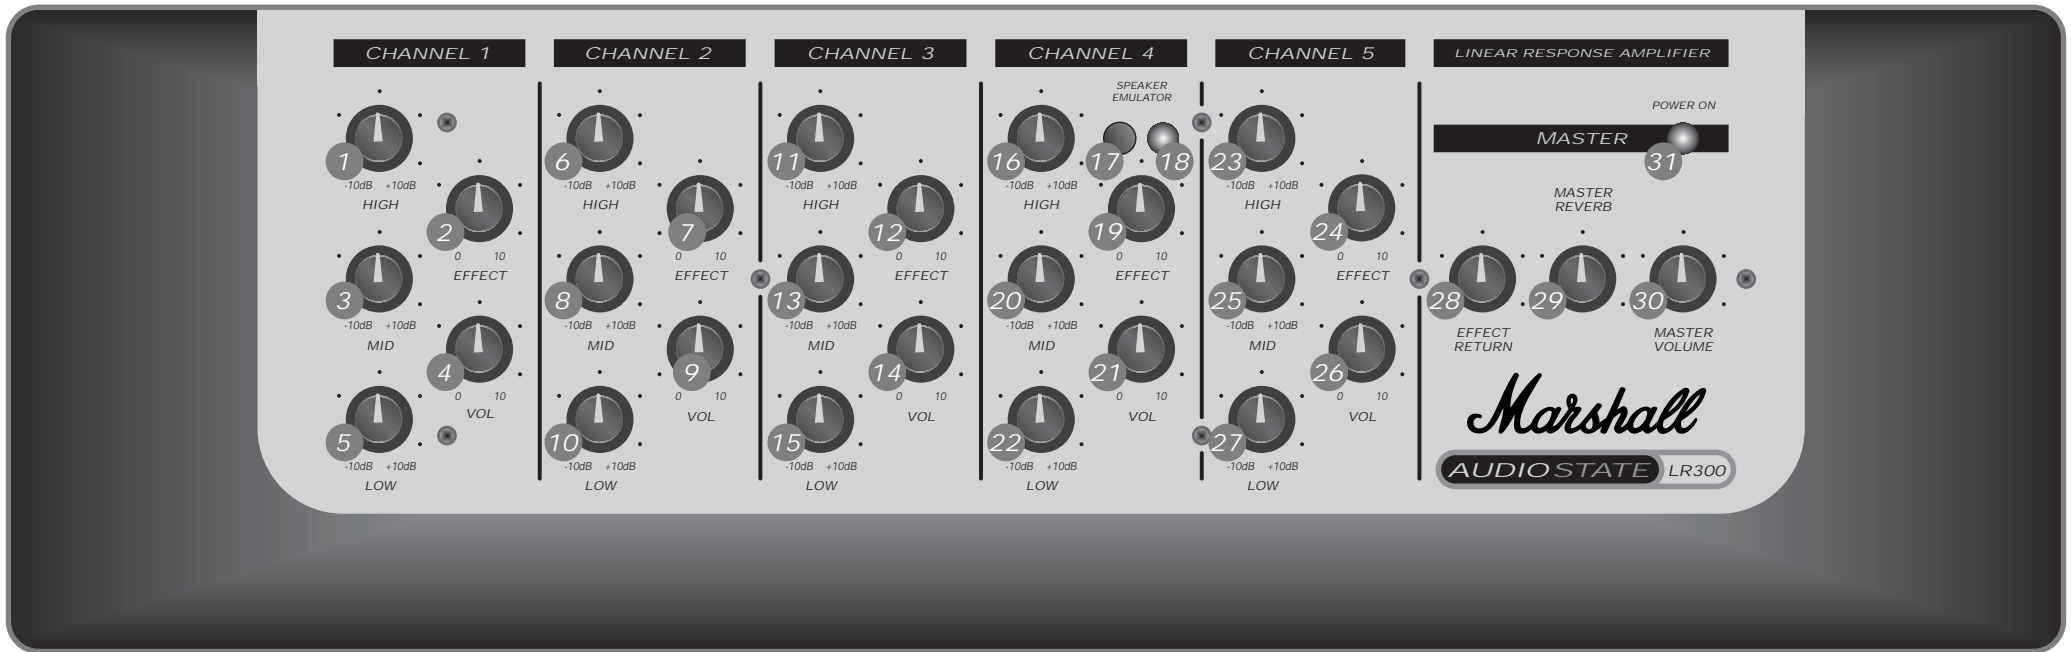 CHANNEL 1
1
-10dB +10dB
HIGH
2
0 10
EFFECT
3
-10dB +10dB
MID
4
0 10
VOL
5
-10dB +10dB
LOW
CHANNEL 2
6
-10dB +10dB
HIGH
7
0 10
EFFECT
8
-10dB +10dB
MID
9
0 10
VOL
10
-10dB +10dB
LOW
CHANNEL 3
11
-10dB +10dB
HIGH
12
0 10
EFFECT
13
-10dB +10dB
MID
14
0 10
VOL
15
-10dB +10dB
LOW
CHANNEL 4
SPEAKER
EMULATOR
16
17
18
-10dB +10dB
HIGH
19
0 10
EFFECT
20
-10dB +10dB
MID
21
0 10
VOL
22
-10dB +10dB
LOW
CHANNEL 5
23
-10dB +10dB
HIGH
24
0 10
EFFECT
25
-10dB +10dB
MID
26
0 10
VOL
27
-10dB +10dB
LOW
LINEAR RESPONSE AMPLIFIER
POWER ON
MASTER
31
MASTER
REVERB
28
29
30
EFFECT
RETURN
MASTER
VOLUME
Marshall
AUDIO STATE LR300